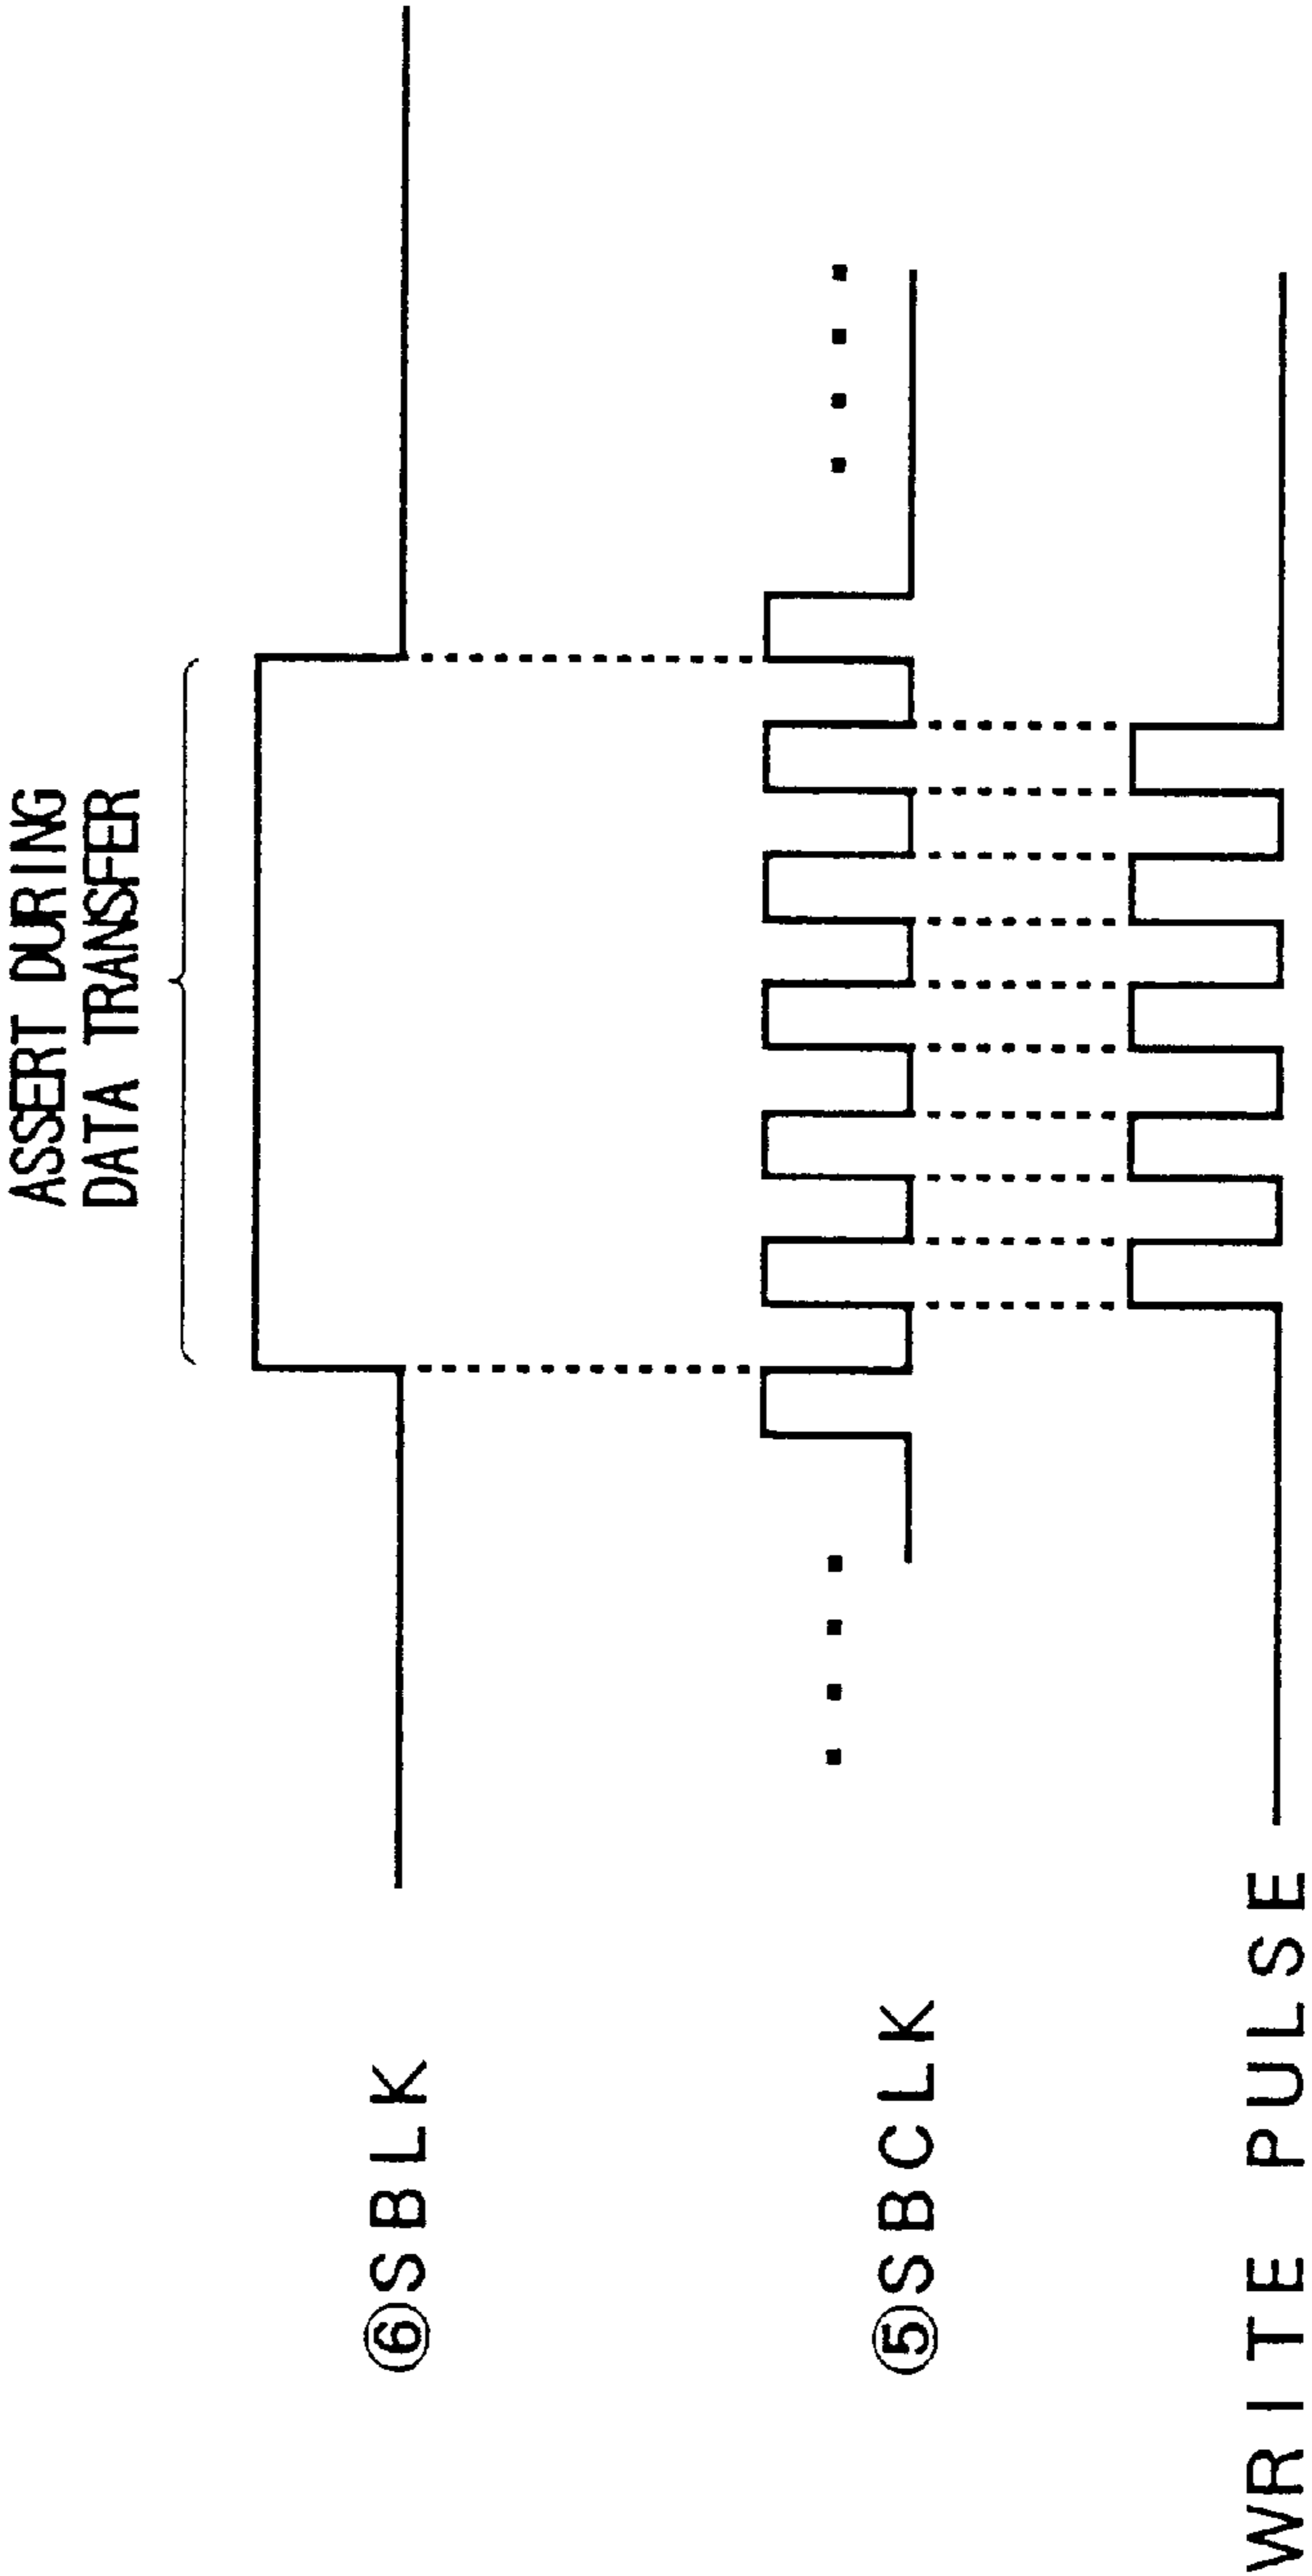 ASSERT DURING
DATA TRANSFER
⑥SBLK
⑤SBCLK
WRITE PULSE